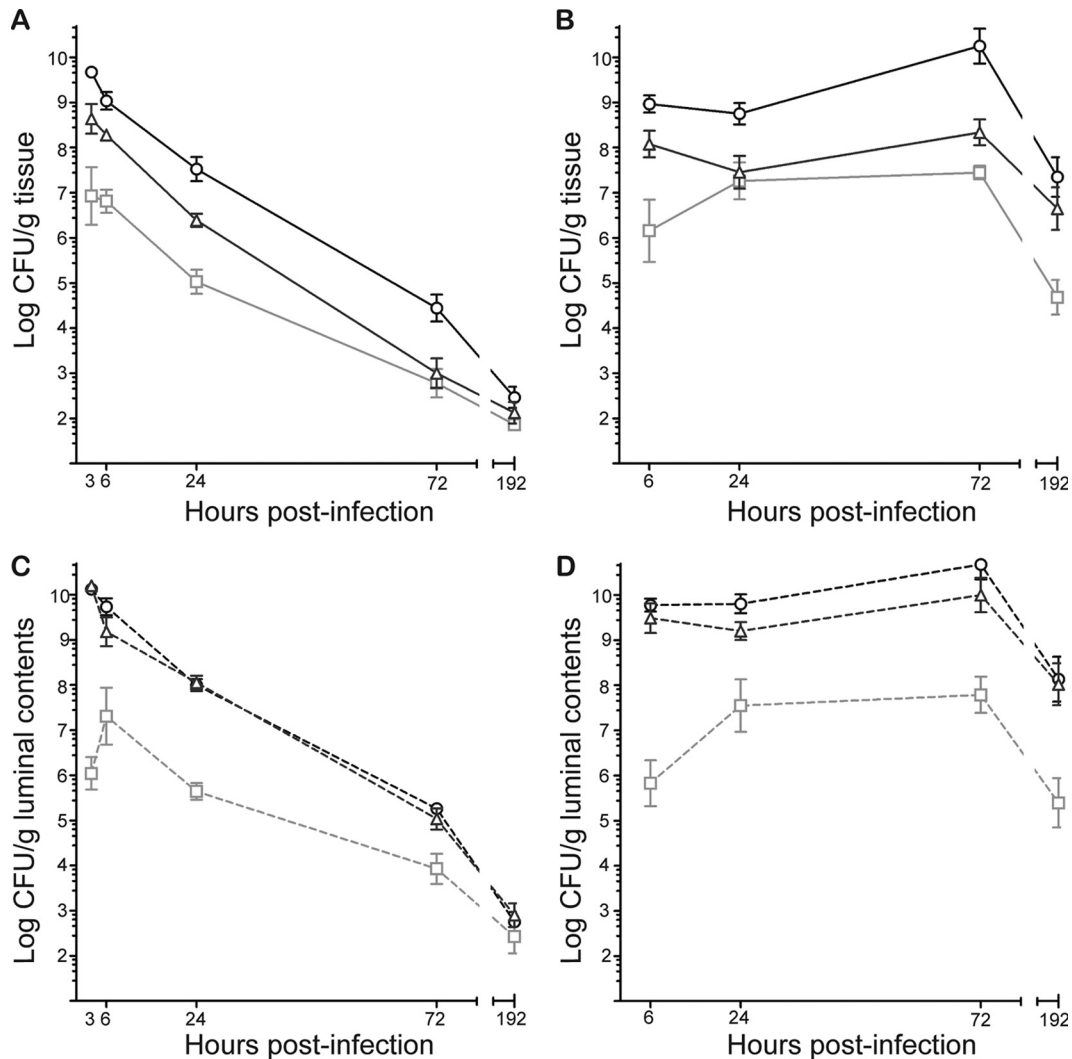 A
Log CFU/g tissue
10
9
8
7
6
5
4
3
2
3 6 24 72 192
Hours post-infection
B
Log CFU/g tissue
10
9
8
7
6
5
4
3
2
6 24 72 192
Hours post-infection
C
Log CFU/g luminal contents
10
9
8
7
6
5
4
3
2
3 6 24 72 192
Hours post-infection
D
Log CFU/g luminal contents
10
9
8
7
6
5
4
3
2
6 24 72 192
Hours post-infection